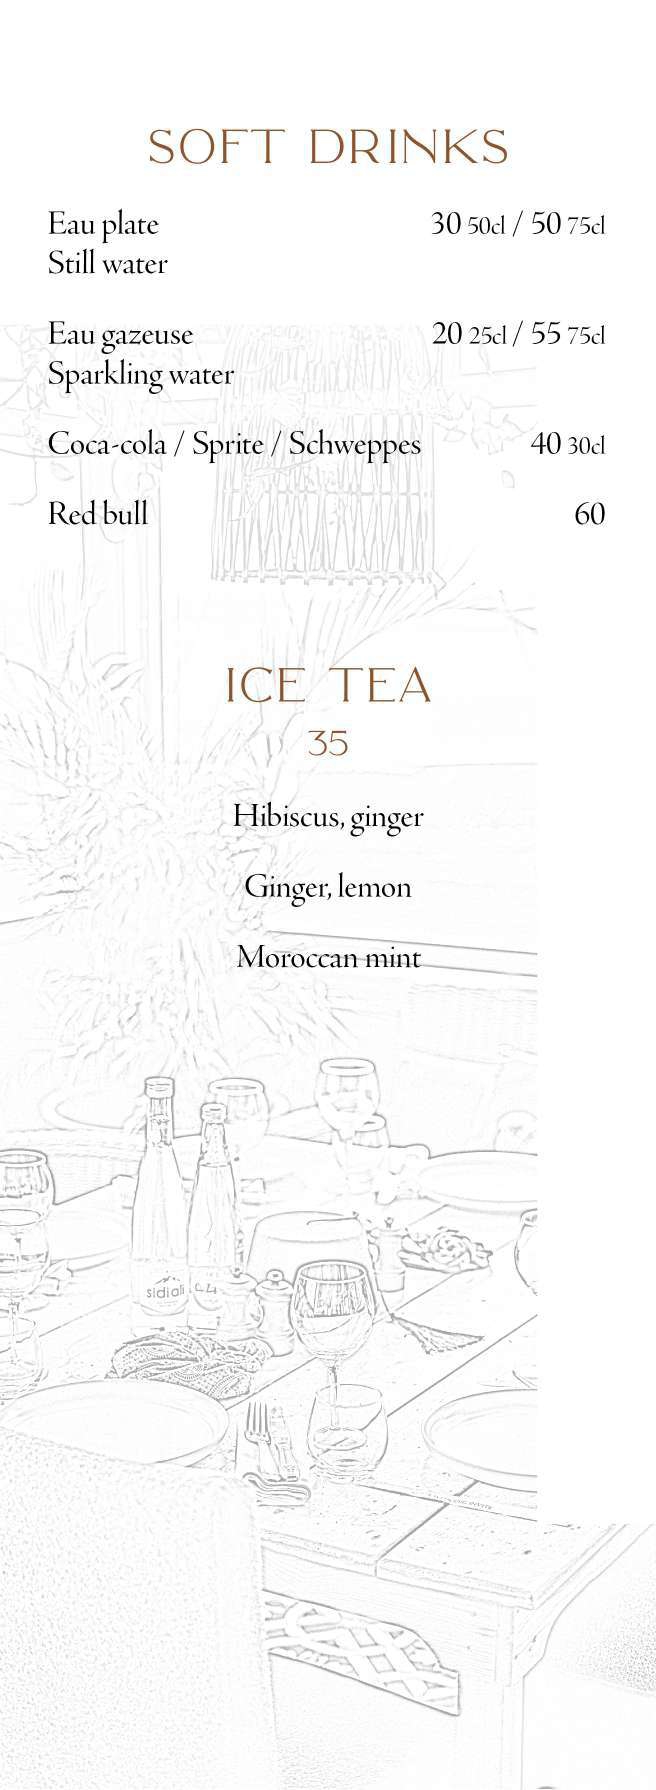 SOFT DRINKS
Eau plate 30 50cl / 50 75cl
Still water
Eau gazeuse 20 25cl / 55 75cl
Sparkling water
Coca-cola / Sprite / Schweppes 40 30cl
Red bull 60
ICE TEA
35
Hibiscus, ginger
Ginger, lemon
Moroccan mint
sidi ali